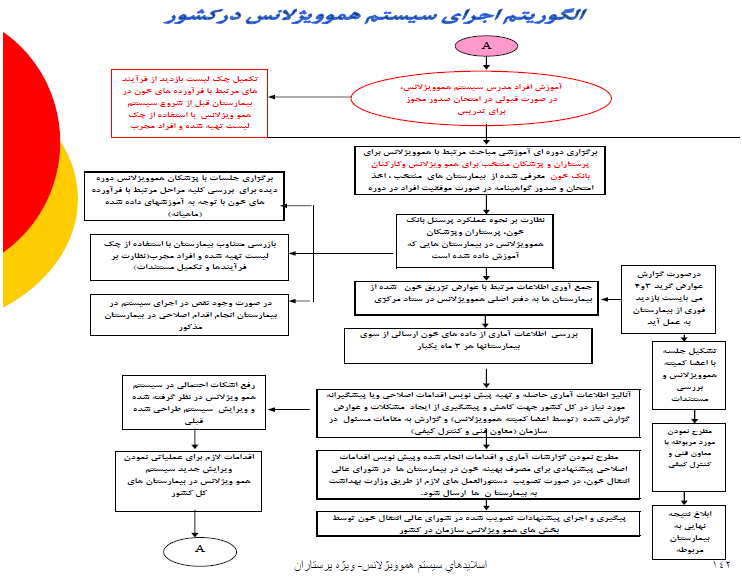 الگوریتم اجرای سیستم هموویژلانس درکشور
A
آموزش افراد مدرس سیستم هموویژلانس،
در صورت قبولی در امتحان صدور مجوز
برای تدریس
تکمیل چک لیست بازدید از فرآیند
های مرتبط با فرآورده های خون در
بیمارستان قبل از شروع سیستم
هموویژلانس با استفاده از چک
لیست تهیه شده و افراد مجرب
برگزاری دوره ای آموزشی مباحث مرتبط با هموویژلانس برای
پرستاران و پزشکان منتخب برای هموویژلانس وکارکنان
بانک خون معرفی شده از بیمارستان های منتخب ، اخذ
امتحان و صدور گواهینامه در صورت موفقیت افراد در دوره
برگزاری جلسات با پزشکان هموویژلانس دوره
دیده برای بررسی کلیه مراحل مرتبط با فرآورده
های خون با توجه به آموزشهای داده شده
(ماهیانه)
نظارت بر نحوه عملکرد پرسنل بانک
خون، پرستاران وپزشکان
هموویژلانس در بیمارستان هایی که
آموزش داده شده است
بازرسی متناوب بیمارستان با استفاده از چک
لیست تهیه شده و افراد مجرب(نظارت بر
فرآیندها و تکمیل مستندات)
جمع آوری اطلاعات مرتبط با عوارض تزریق خون شده از
بیمارستان ها به دفتر اصلی هموویژلانس در ستاد مرکزی
درصورت گزارش
عوارض گرید ۳و۴
می بایست بازدید
فوری از بیمارستان
به عمل آید
در صورت وجود نقص در اجرای سیستم در
بیمارستان انجام اقدام اصلاحی در بیمارستان
مذکور
بررسی اطلاعات آماری از داده های خون ارسالی از سوی
بیمارستانها هر ۳ ماه یکبار
تشکیل جلسه
با اعضا کمیته
هموویژلانس و
بررسی
مستندات
آنالیز اطلاعات آماری حاصله و تهیه پیش نویس اقدامات اصلاحی ویا پیشگیرانه
مورد نیاز در کل کشور جهت کاهش و پیشگیری از ایجاد مشکلات و عوارض
گزارش شده (توسط اعضا کمیته هموویژلانس) و گزارش به مقامات مسئول در
سازمان (معاون فنی و کنترل کیفی)
رفع اشکالات احتمالی در سیستم
هموویژلانس در نظر گرفته شده
و ویرایش سیستم طراحی شده
قبلی
مطرح نمودن
مورد مربوطه با
معاون فنی و
کنترل کیفی
مطرح نمودن گزارشات آماری و اقدامات انجام شده وپیش نویس اقدامات
اصلاحی پیشنهادی برای مصرف بهینه خون در بیمارستان ها در شورای عالی
انتقال خون، در صورت تصویب دستورالعمل های لازم از طریق وزارت بهداشت
به بیمارستان ها ارسال شود.
اقدامات لازم برای عملیاتی نمودن
ویرایش جدید سیستم
هموویژلانس در بیمارستان های
کل کشور
ابلاغ نتیجه
نهایی به
بیمارستان
مربوطه
پیگیری و اجرای پیشنهادات تصویب شده در شورای عالی انتقال خون توسط
بخش های هموویژلانس سازمان در کشور
A
اسلایدهای سیستم هموویژلانس- ویژه پرستاران
۱۴۲